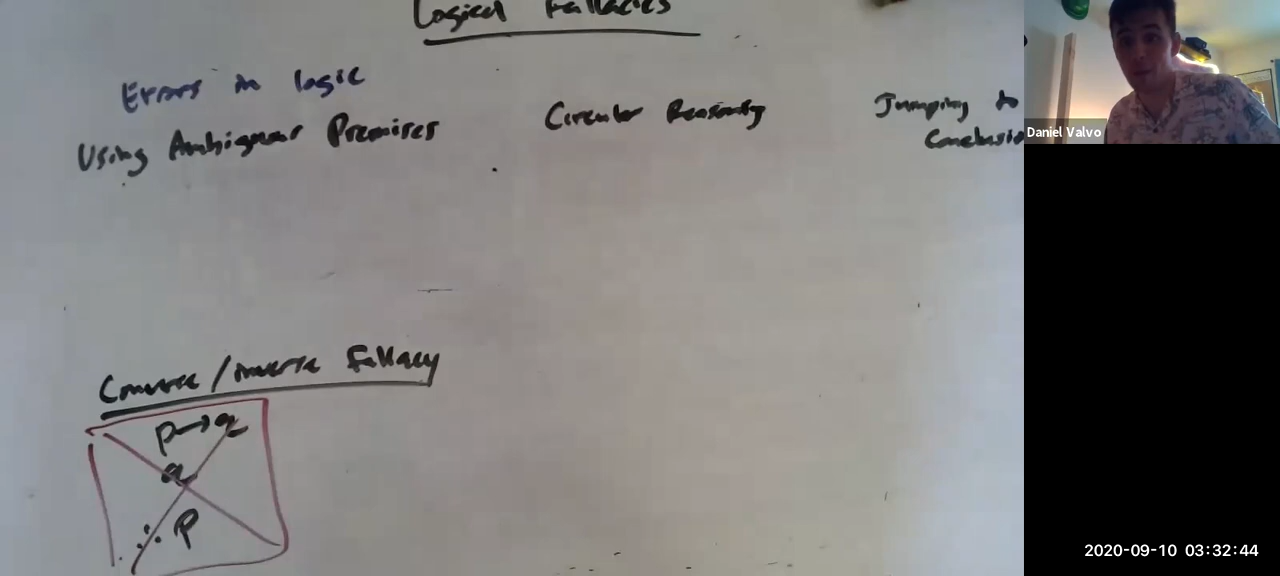 Logical Fallacies
Errors in logic
Using Ambiguous Premises
Circular Reasoning
Jumping to
Conclusio
Daniel Valvo
Converse / inverse Fallacy
p→q
q
∴ p
2020-09-10 03:32:44